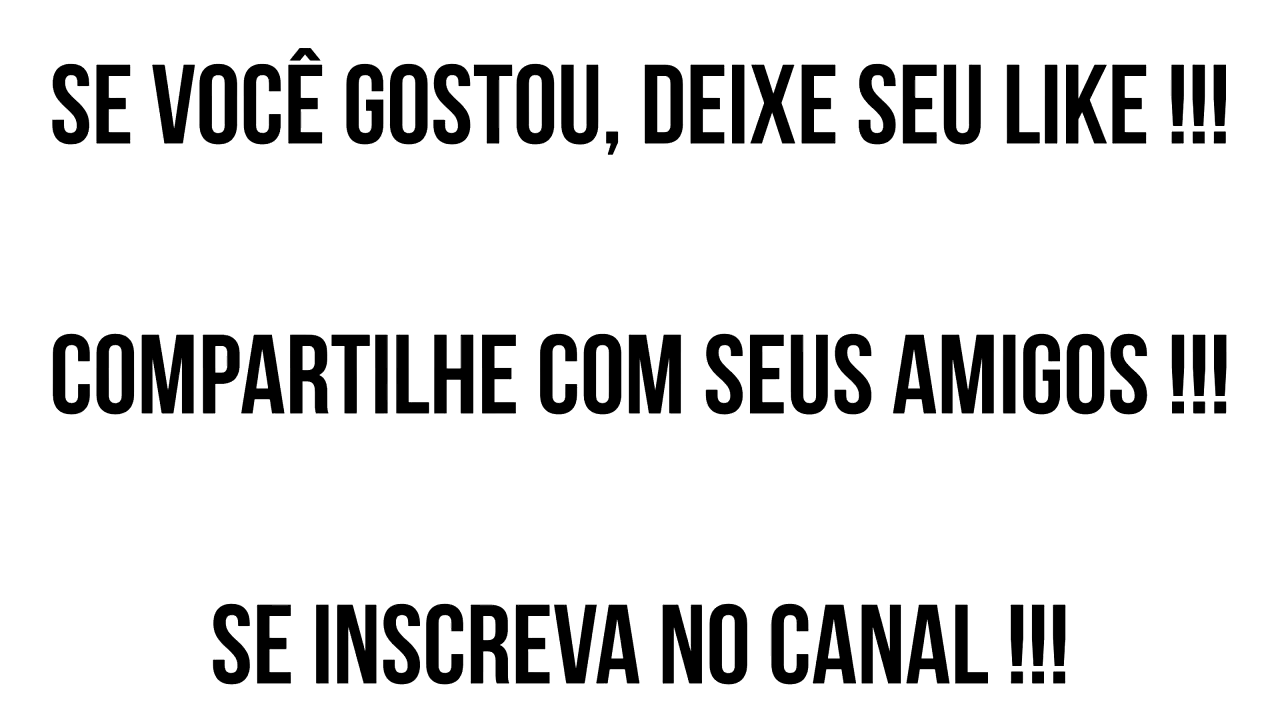 SE VOCÊ GOSTOU, DEIXE SEU LIKE !!!
COMPARTILHE COM SEUS AMIGOS !!!
SE INSCREVA NO CANAL !!!